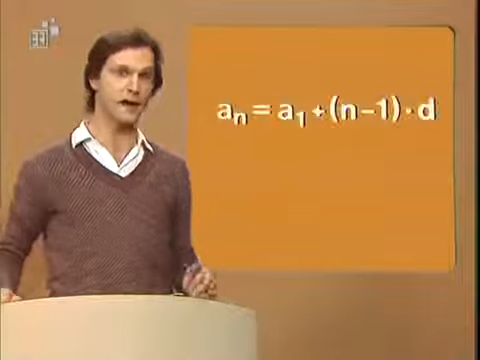 aₙ = a₁ + (n-1) · d